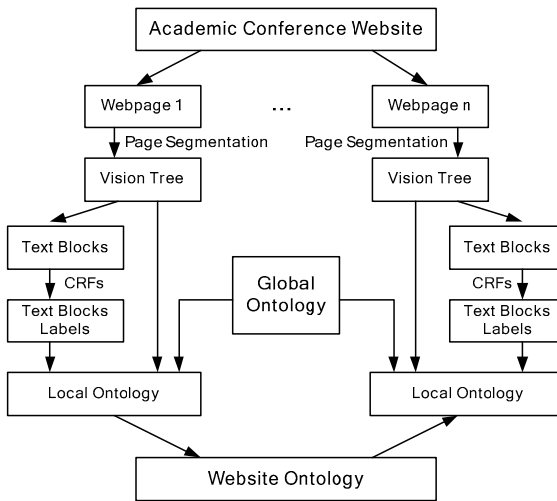 Academic Conference Website
Webpage 1
...
Webpage n
Page Segmentation
Page Segmentation
Vision Tree
Vision Tree
Text Blocks
Text Blocks
CRFs
CRFs
Global
Ontology
Text Blocks
Labels
Text Blocks
Labels
Local Ontology
Local Ontology
Website Ontology